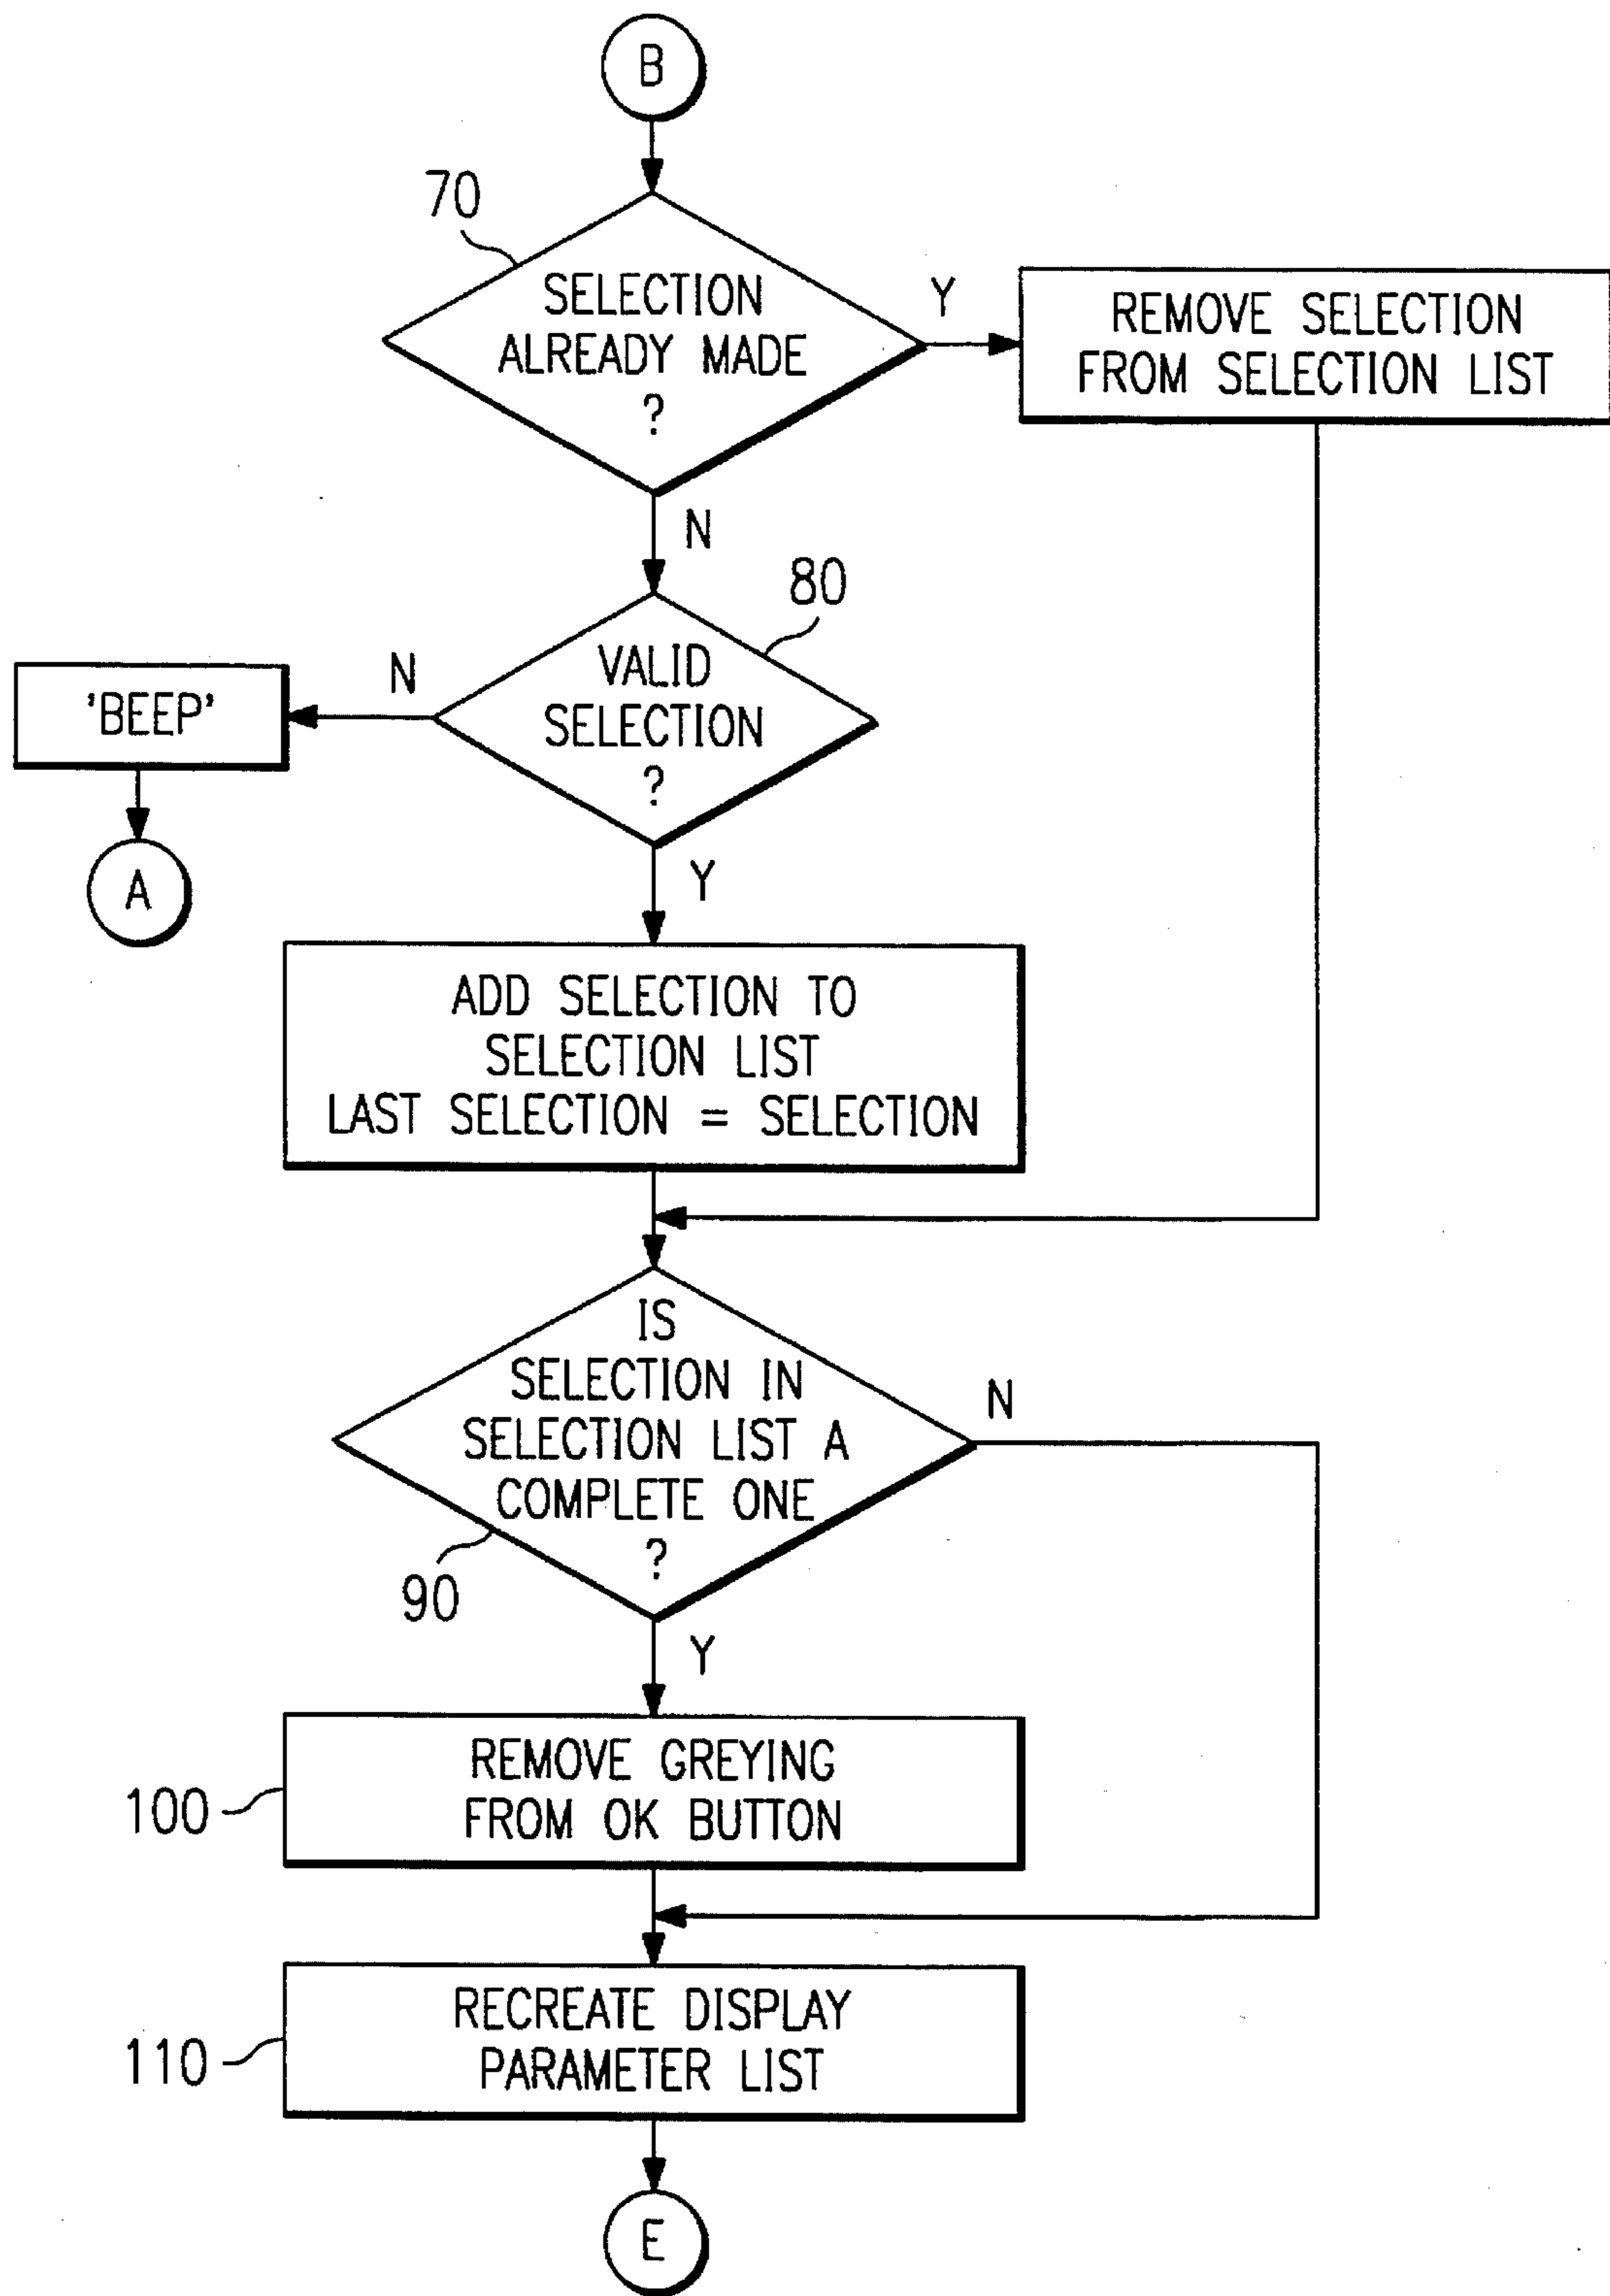 B
70
SELECTION
ALREADY MADE
?
Y
REMOVE SELECTION
FROM SELECTION LIST
N
80
VALID
SELECTION
?
N
'BEEP'
A
Y
ADD SELECTION TO
SELECTION LIST
LAST SELECTION = SELECTION
IS
SELECTION IN
SELECTION LIST A
COMPLETE ONE
?
N
90
Y
100
REMOVE GREYING
FROM OK BUTTON
110
RECREATE DISPLAY
PARAMETER LIST
E